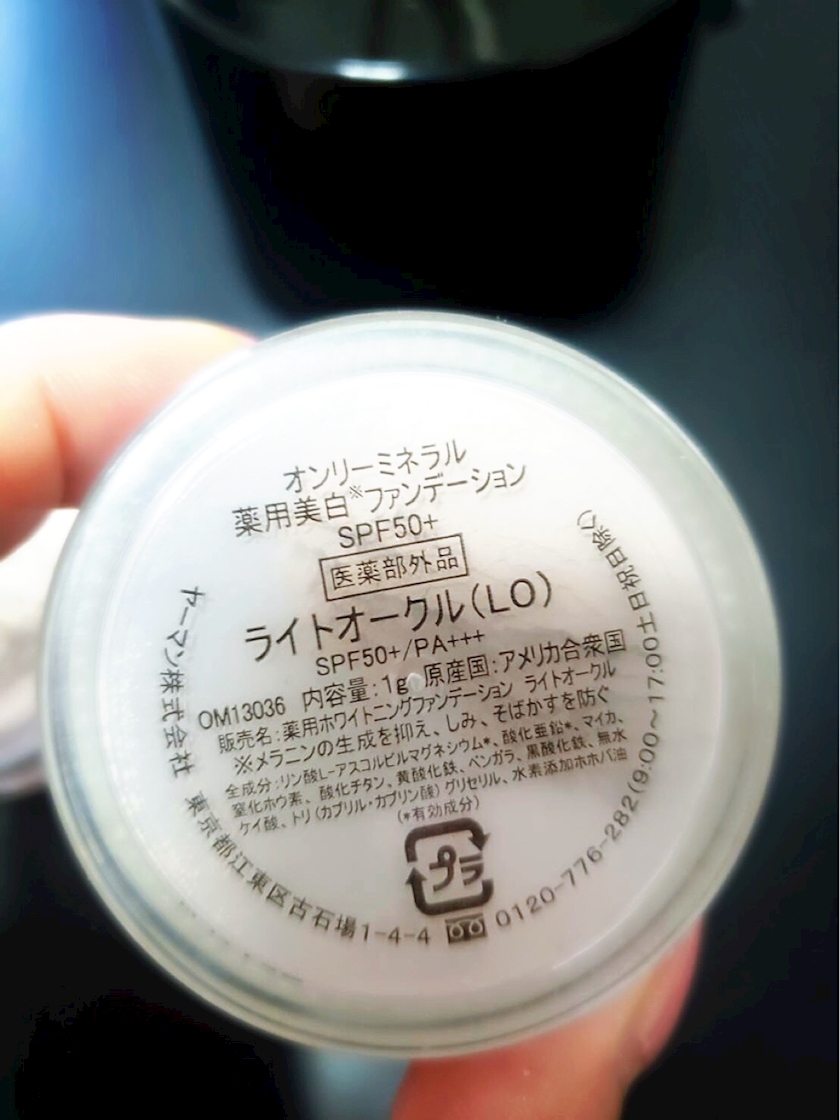 オンリーミネラル
薬用美白※ファンデーション
SPF50+
医薬部外品
ライトオークル(LO)
SPF50+/PA+++
OM13036 内容量:1g 原産国:アメリカ合衆国
販売名:薬用ホワイトニングファンデーション ライトオークル
※メラニンの生成を抑え、しみ、そばかすを防ぐ
全成分:リン酸L-アスコルビルマグネシウム*、酸化亜鉛*、マイカ、
窒化ホウ素、酸化チタン、黄酸化鉄、ベンガラ、黒酸化鉄、無水
ケイ酸、トリ(カプリル・カプリン酸)グリセリル、水素添加ホホバ油
(*有効成分)
プラ
ヤーマン株式会社 東京都江東区古石場1-4-4 0120-776-282(9:00~17:00土日祝日除く)